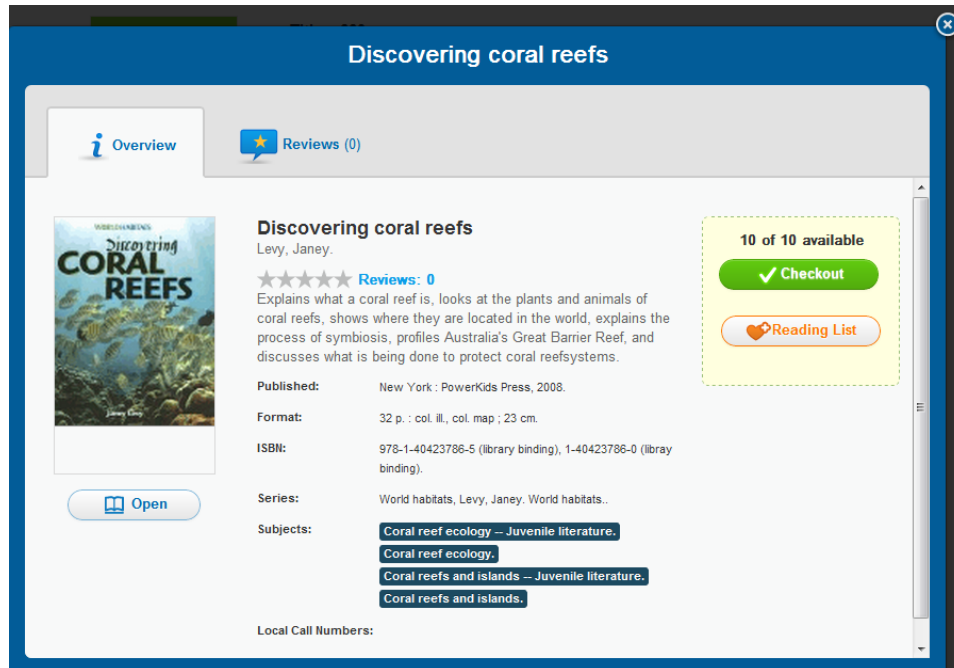 Discovering coral reefs
Overview
Reviews (0)
WORLD HABITATS
Discovering
CORAL
REEFS
Janey Levy
Open
Discovering coral reefs
Levy, Janey.
Reviews: 0
Explains what a coral reef is, looks at the plants and animals of
coral reefs, shows where they are located in the world, explains the
process of symbiosis, profiles Australia's Great Barrier Reef, and
discusses what is being done to protect coral reefsystems.
Published: New York : PowerKids Press, 2008.
Format: 32 p. : col. ill., col. map ; 23 cm.
ISBN: 978-1-40423786-5 (library binding), 1-40423786-0 (libray
binding).
Series: World habitats, Levy, Janey. World habitats..
Subjects: Coral reef ecology -- Juvenile literature.
Coral reef ecology.
Coral reefs and islands -- Juvenile literature.
Coral reefs and islands.
Local Call Numbers:
10 of 10 available
Checkout
Reading List